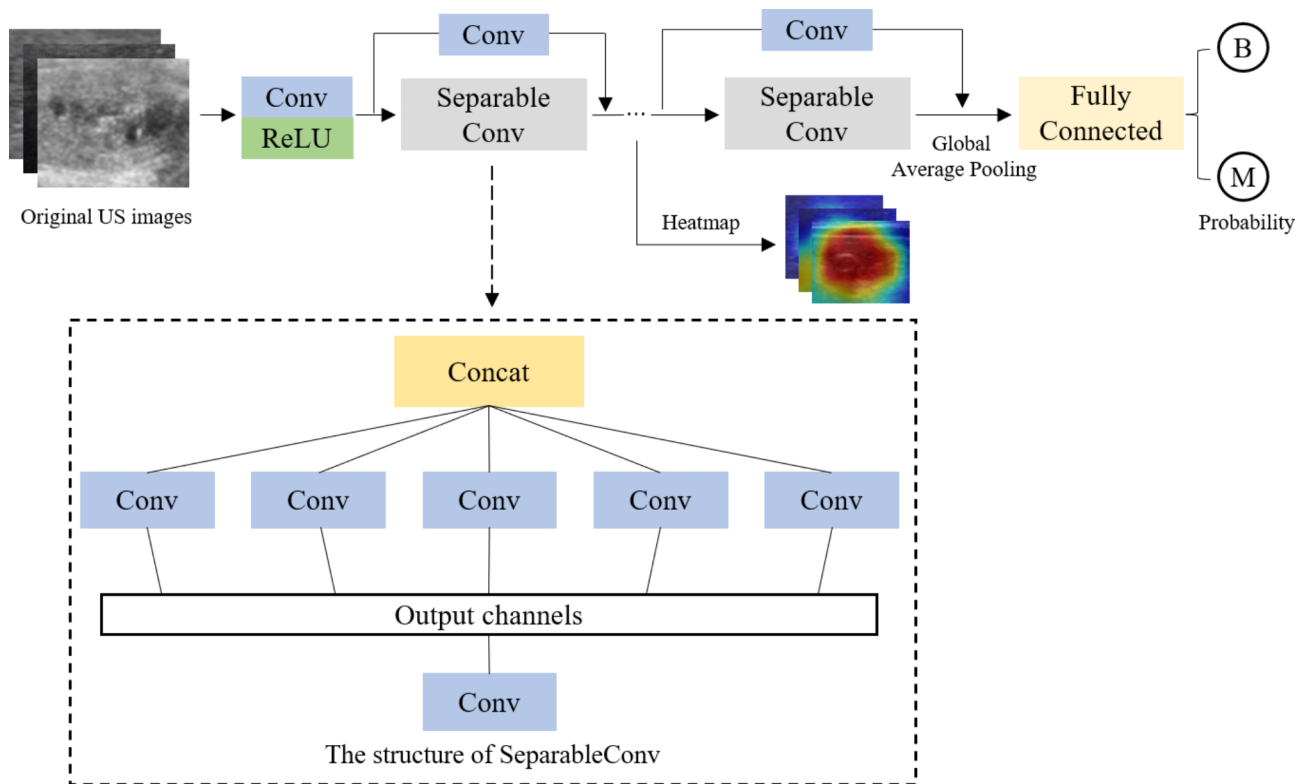 Conv
Conv
B
Conv
ReLU
Separable
Conv
...
Separable
Conv
Fully
Connected
Global
Average Pooling
M
Original US images
Heatmap
Probability
Concat
Conv
Conv
Conv
Conv
Conv
Output channels
Conv
The structure of SeparableConv